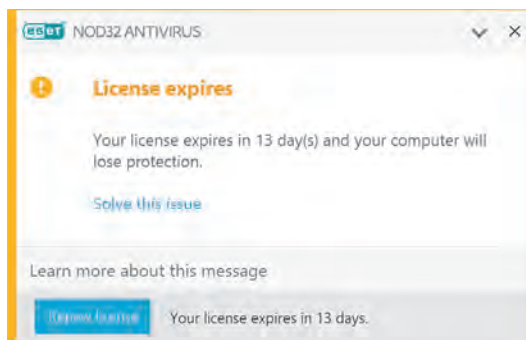 eset NOD32 ANTIVIRUS
License expires
Your license expires in 13 day(s) and your computer will
lose protection.
Solve this issue
Learn more about this message
Renew license Your license expires in 13 days.